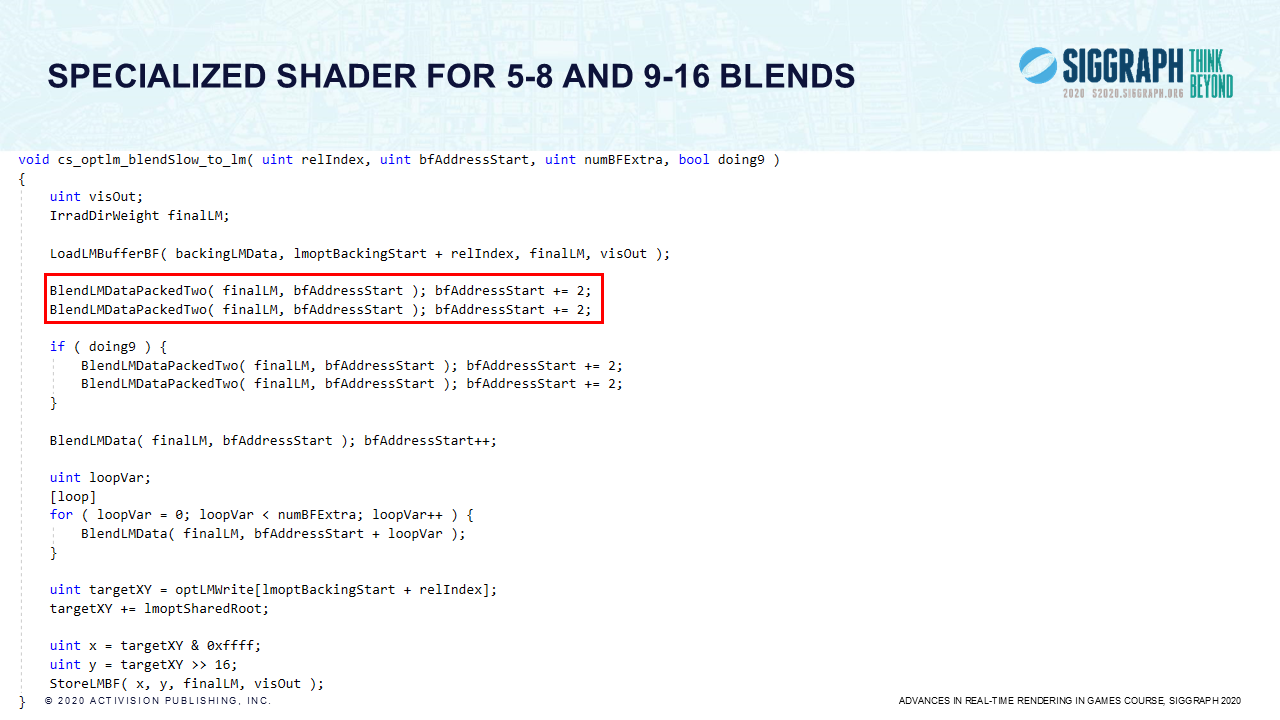 SPECIALIZED SHADER FOR 5-8 AND 9-16 BLENDS
SIGGRAPH THINK BEYOND
2020 S2020.SIGGRAPH.ORG
void cs_optlm_blendSlow_to_lm( uint relIndex, uint bfAddressStart, uint numBFExtra, bool doing9 )
{
    uint visOut;
    IrradDirWeight finalLM;
    LoadLMBufferBF( backingLMData, lmoptBackingStart + relIndex, finalLM, visOut );
    BlendLMDataPackedTwo( finalLM, bfAddressStart ); bfAddressStart += 2;
    BlendLMDataPackedTwo( finalLM, bfAddressStart ); bfAddressStart += 2;
    if ( doing9 ) {
        BlendLMDataPackedTwo( finalLM, bfAddressStart ); bfAddressStart += 2;
        BlendLMDataPackedTwo( finalLM, bfAddressStart ); bfAddressStart += 2;
    }
    BlendLMData( finalLM, bfAddressStart ); bfAddressStart++;
    uint loopVar;
    [loop]
    for ( loopVar = 0; loopVar < numBFExtra; loopVar++ ) {
        BlendLMData( finalLM, bfAddressStart + loopVar );
    }
    uint targetXY = optLMWrite[lmoptBackingStart + relIndex];
    targetXY += lmoptSharedRoot;
    uint x = targetXY & 0xffff;
    uint y = targetXY >> 16;
    StoreLMBF( x, y, finalLM, visOut );
}
© 2020 ACTIVISION PUBLISHING, INC.
ADVANCES IN REAL-TIME RENDERING IN GAMES COURSE, SIGGRAPH 2020